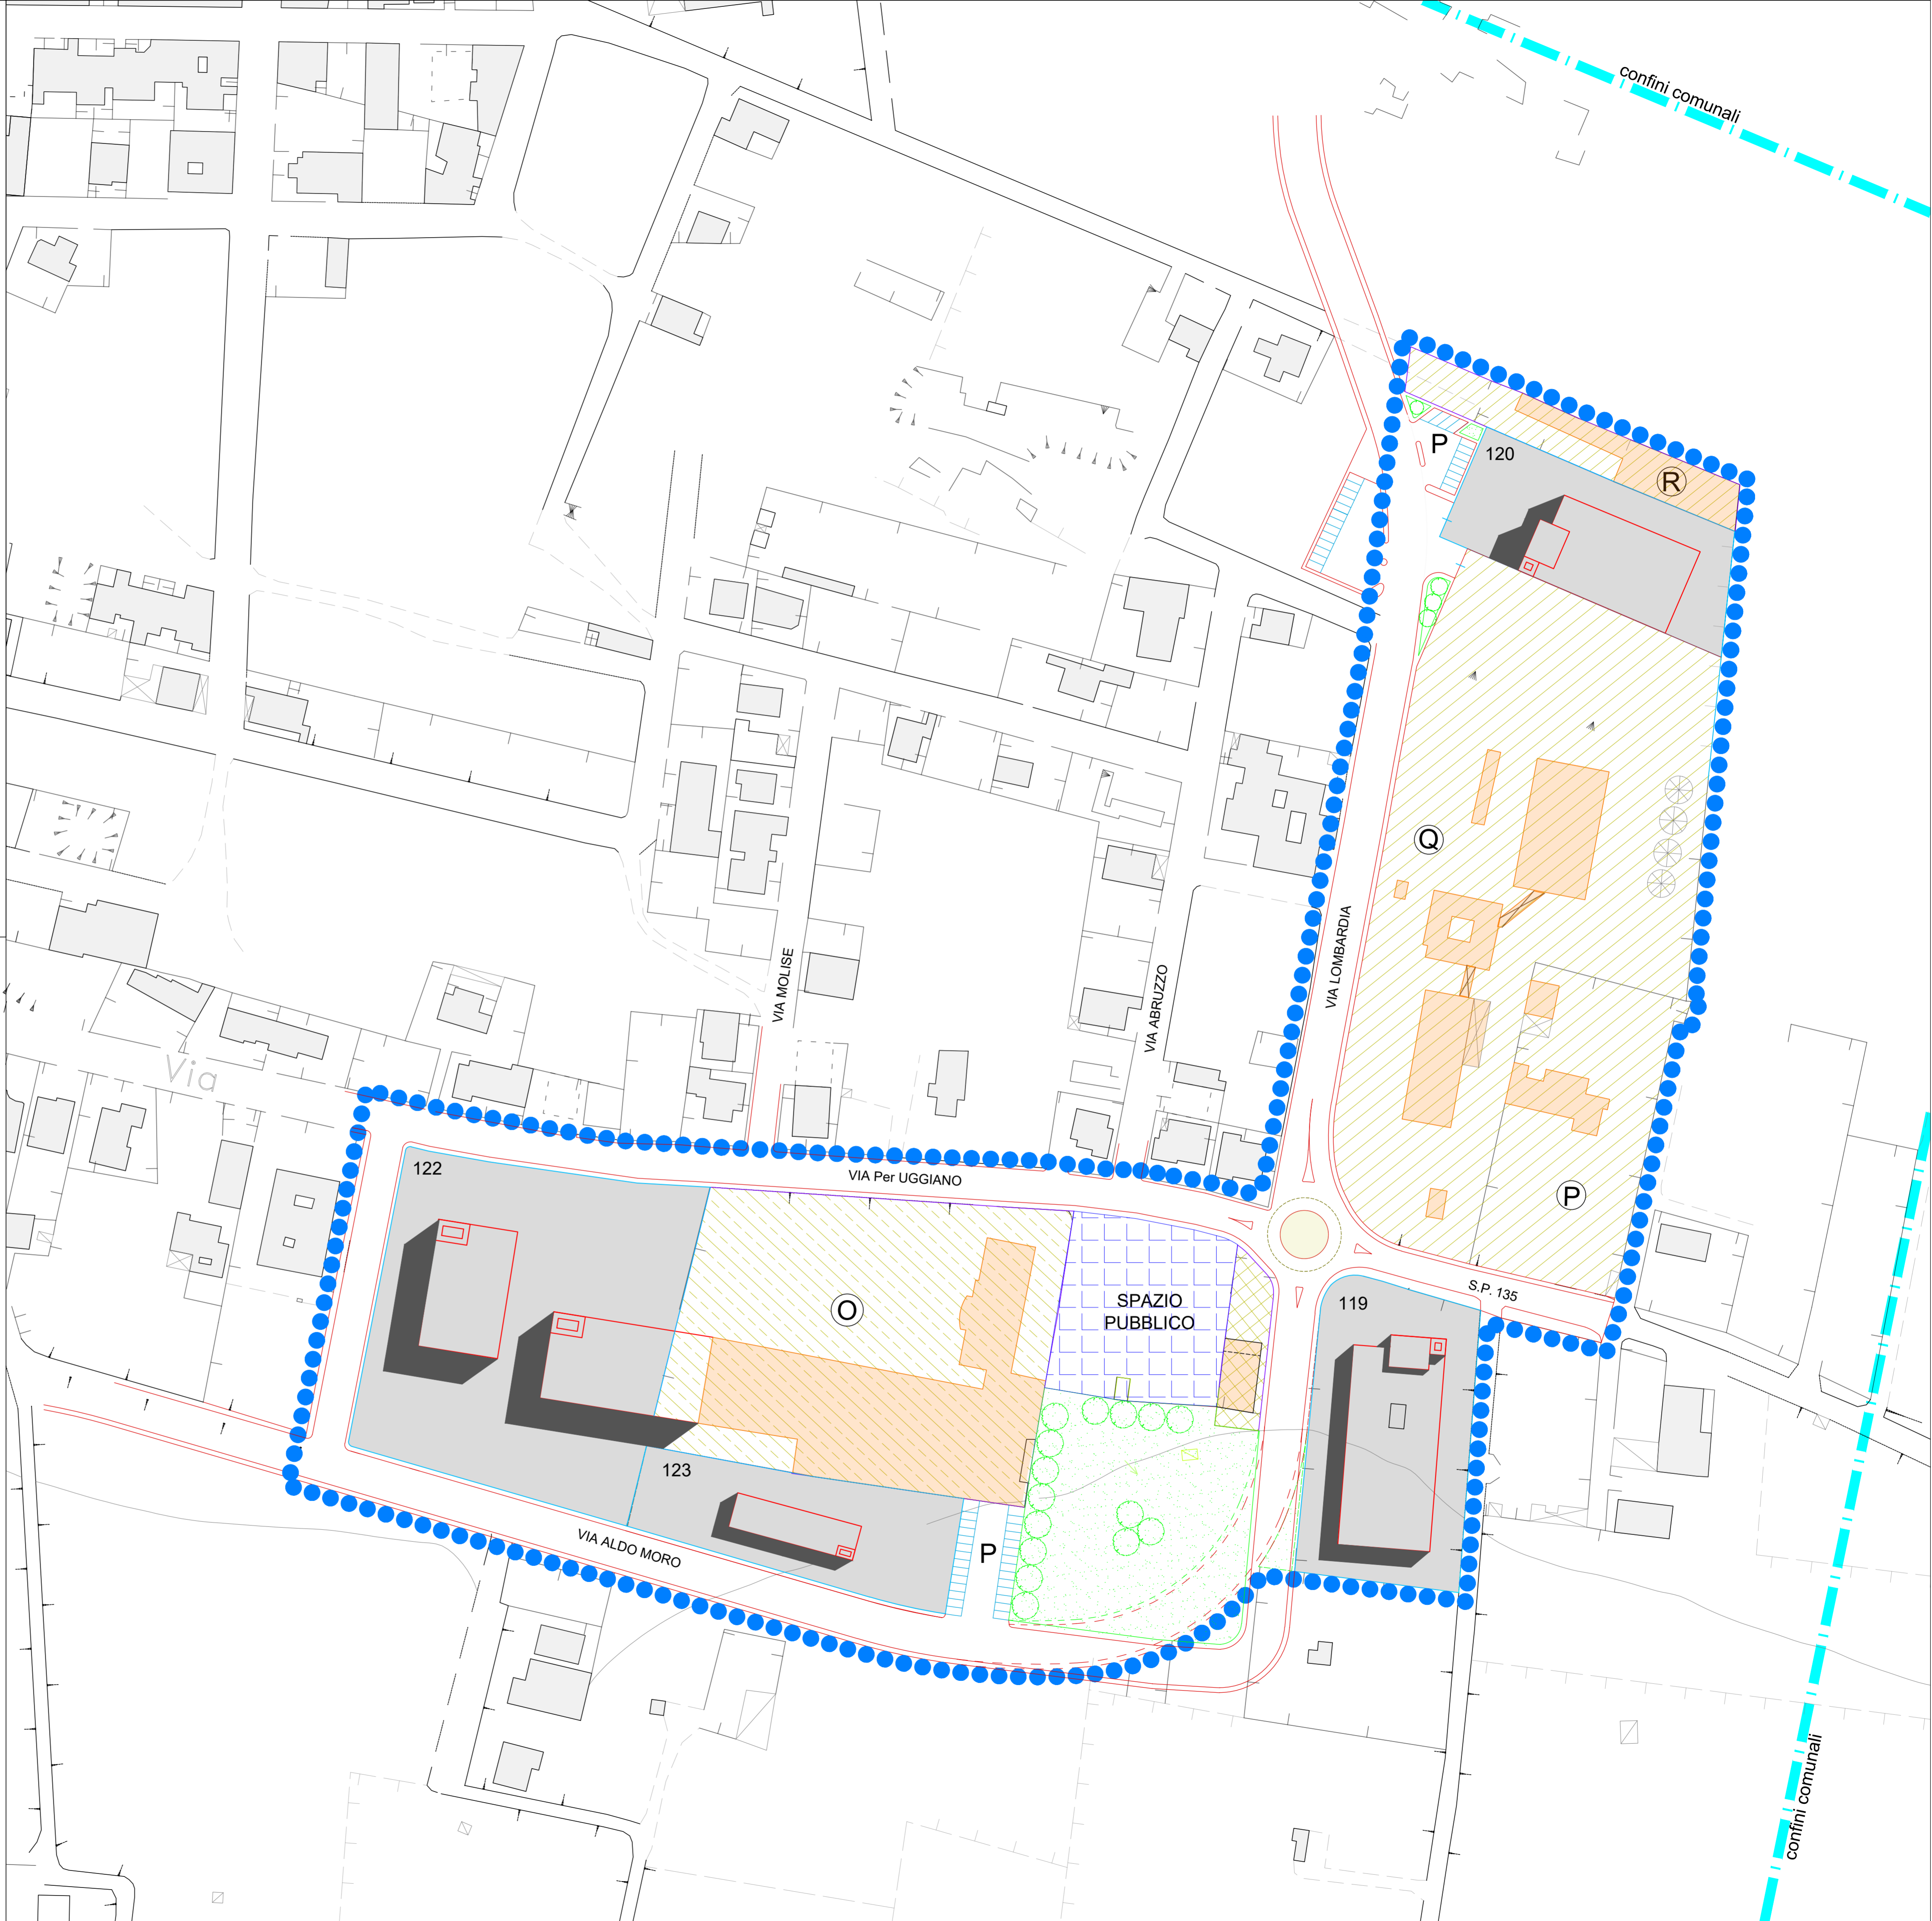 confini comunali
P
120
R
Q
VIA LOMBARDIA
VIA MOLISE
VIA ABRUZZO
Via
122
VIA Per UGGIANO
P
O
SPAZIO
PUBBLICO
119
S.P. 135
123
VIA ALDO MORO
P
confini comunali